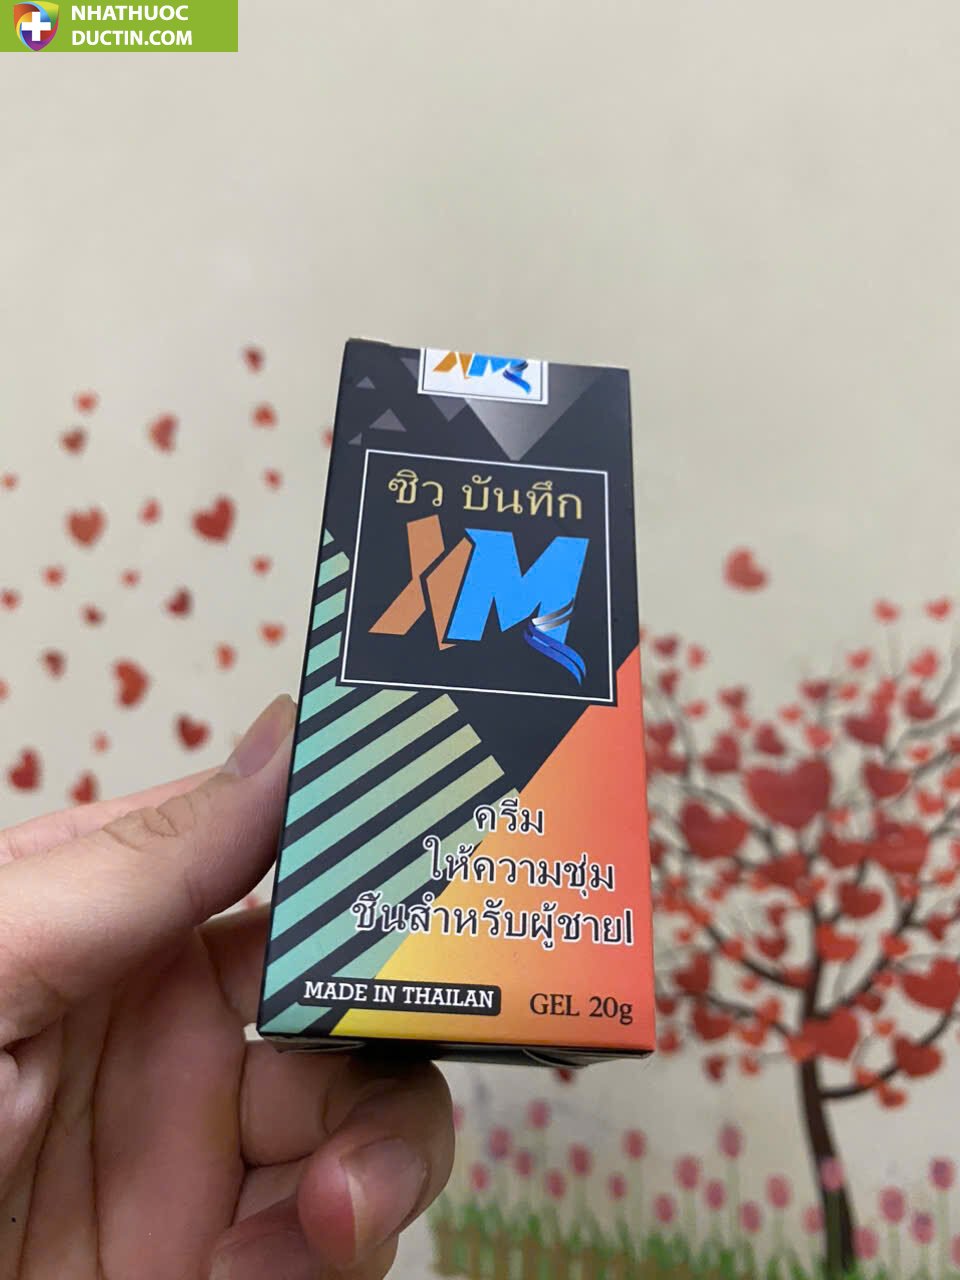 NHATHUOC
DUCTIN.COM
XM
ซิว บันทึก
XM
ครีม
ให้ความชุ่ม
ชื้นสำหรับผู้ชายl
MADE IN THAILAN
GEL 20g